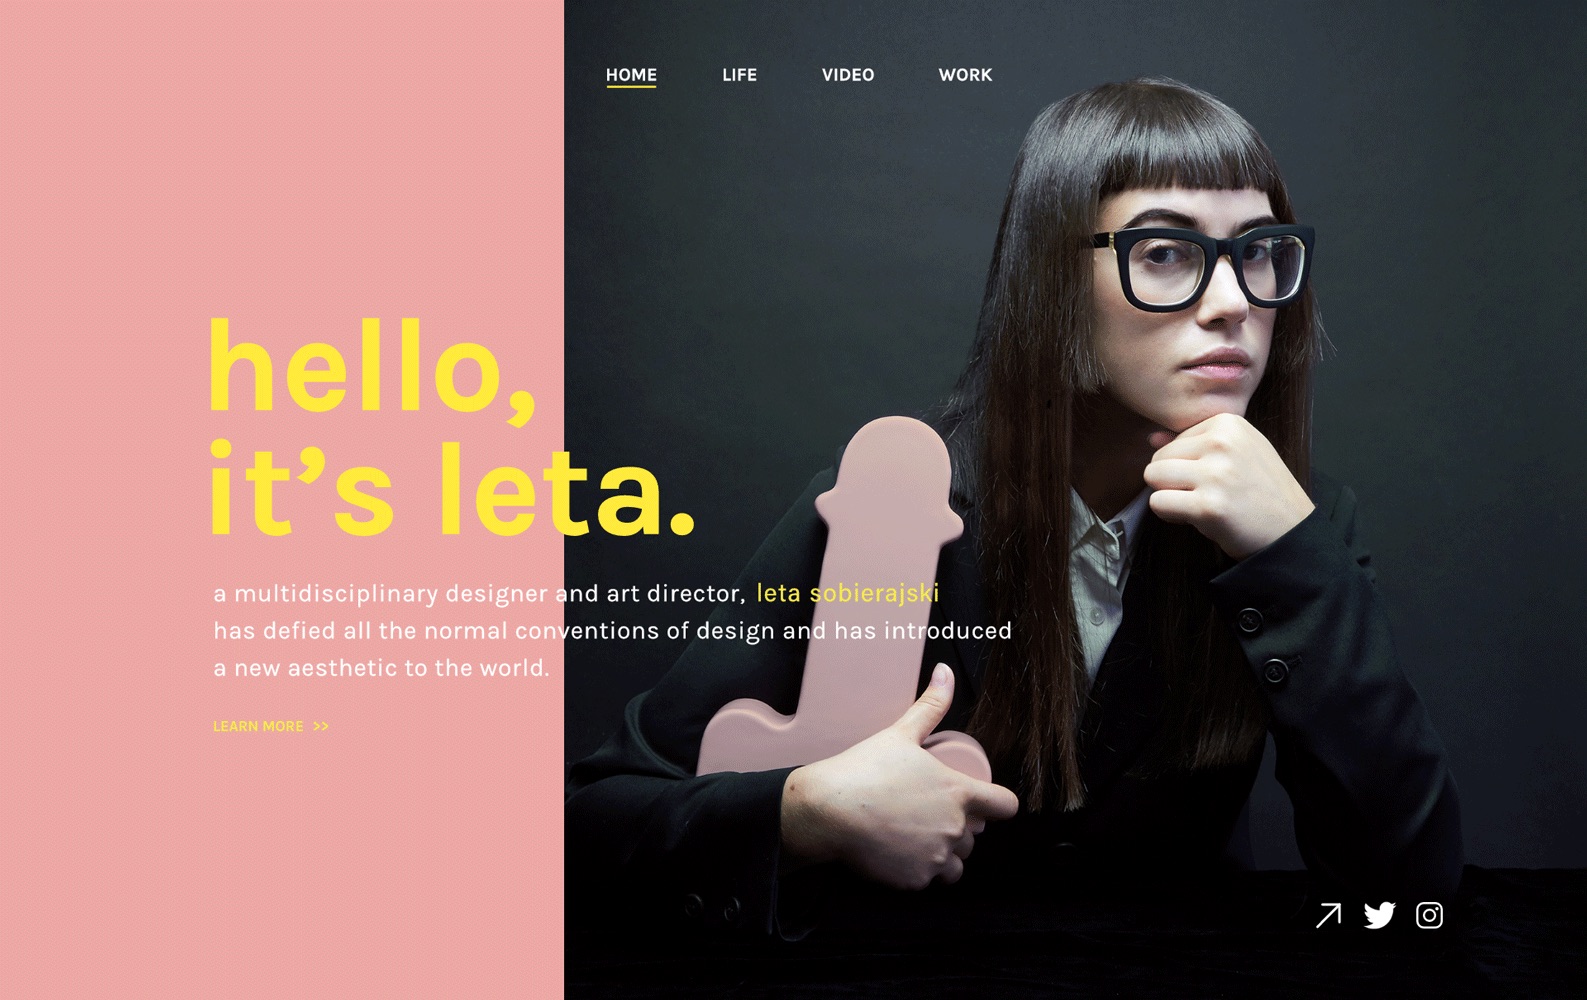 HOME LIFE VIDEO WORK
hello,
it's leta.
a multidisciplinary designer and art director, leta sobierajski
has defied all the normal conventions of design and has introduced
a new aesthetic to the world.
LEARN MORE >>